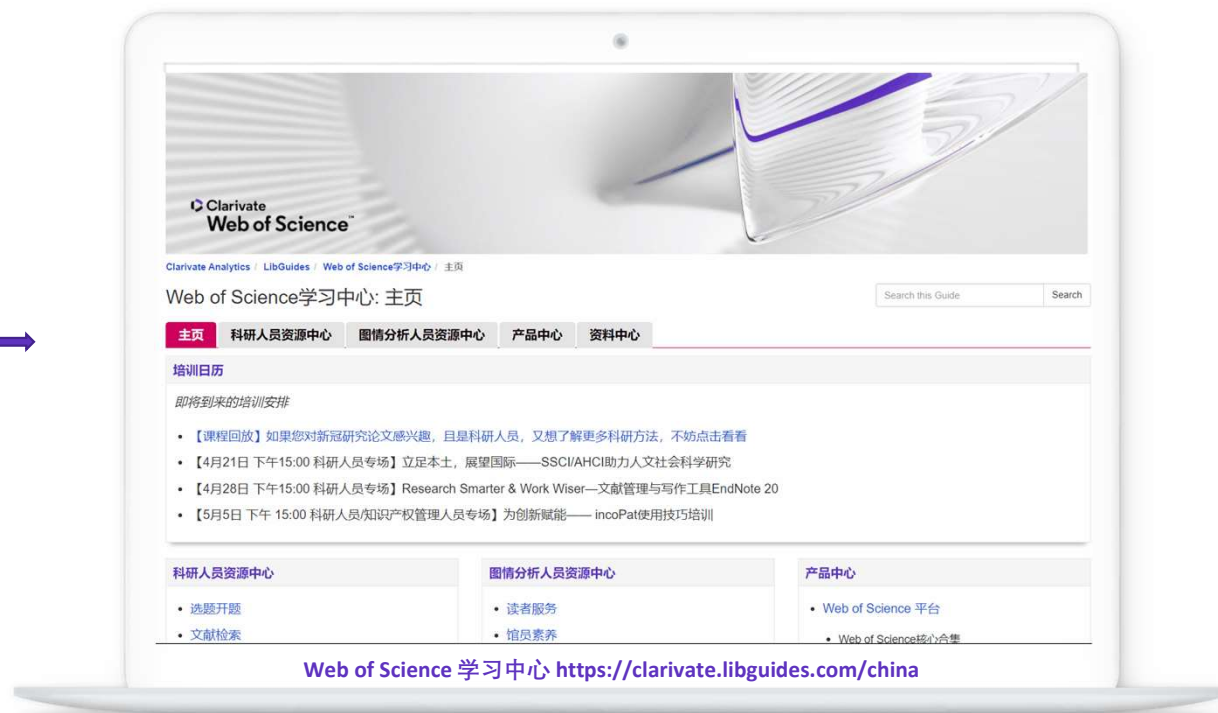 Clarivate
Web of Science™
Clarivate Analytics / LibGuides / Web of Science学习中心 / 主页
Web of Science学习中心: 主页
Search this Guide
Search
主页 科研人员资源中心 图情分析人员资源中心 产品中心 资料中心
培训日历
即将到来的培训安排
• 【课程回放】如果您对新冠研究论文感兴趣，且是科研人员，又想了解更多科研方法，不妨点击看看
• 【4月21日 下午15:00 科研人员专场】立足本土，展望国际——SSCI/AHCI助力人文社会科学研究
• 【4月28日 下午15:00 科研人员专场】Research Smarter & Work Wiser—文献管理与写作工具EndNote 20
• 【5月5日 下午 15:00 科研人员/知识产权管理人员专场】为创新赋能—— incoPat使用技巧培训
科研人员资源中心
• 选题开题
• 文献检索
图情分析人员资源中心
• 读者服务
• 馆员素养
产品中心
• Web of Science 平台
• Web of Science核心合集
Web of Science 学习中心 https://clarivate.libguides.com/china